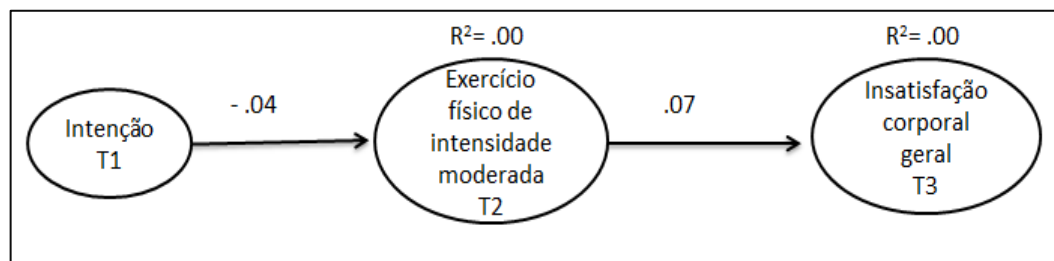 R²= .00
R²= .00
Intenção
T1
- .04
Exercício
físico de
intensidade
moderada
T2
.07
Insatisfação
corporal
geral
T3